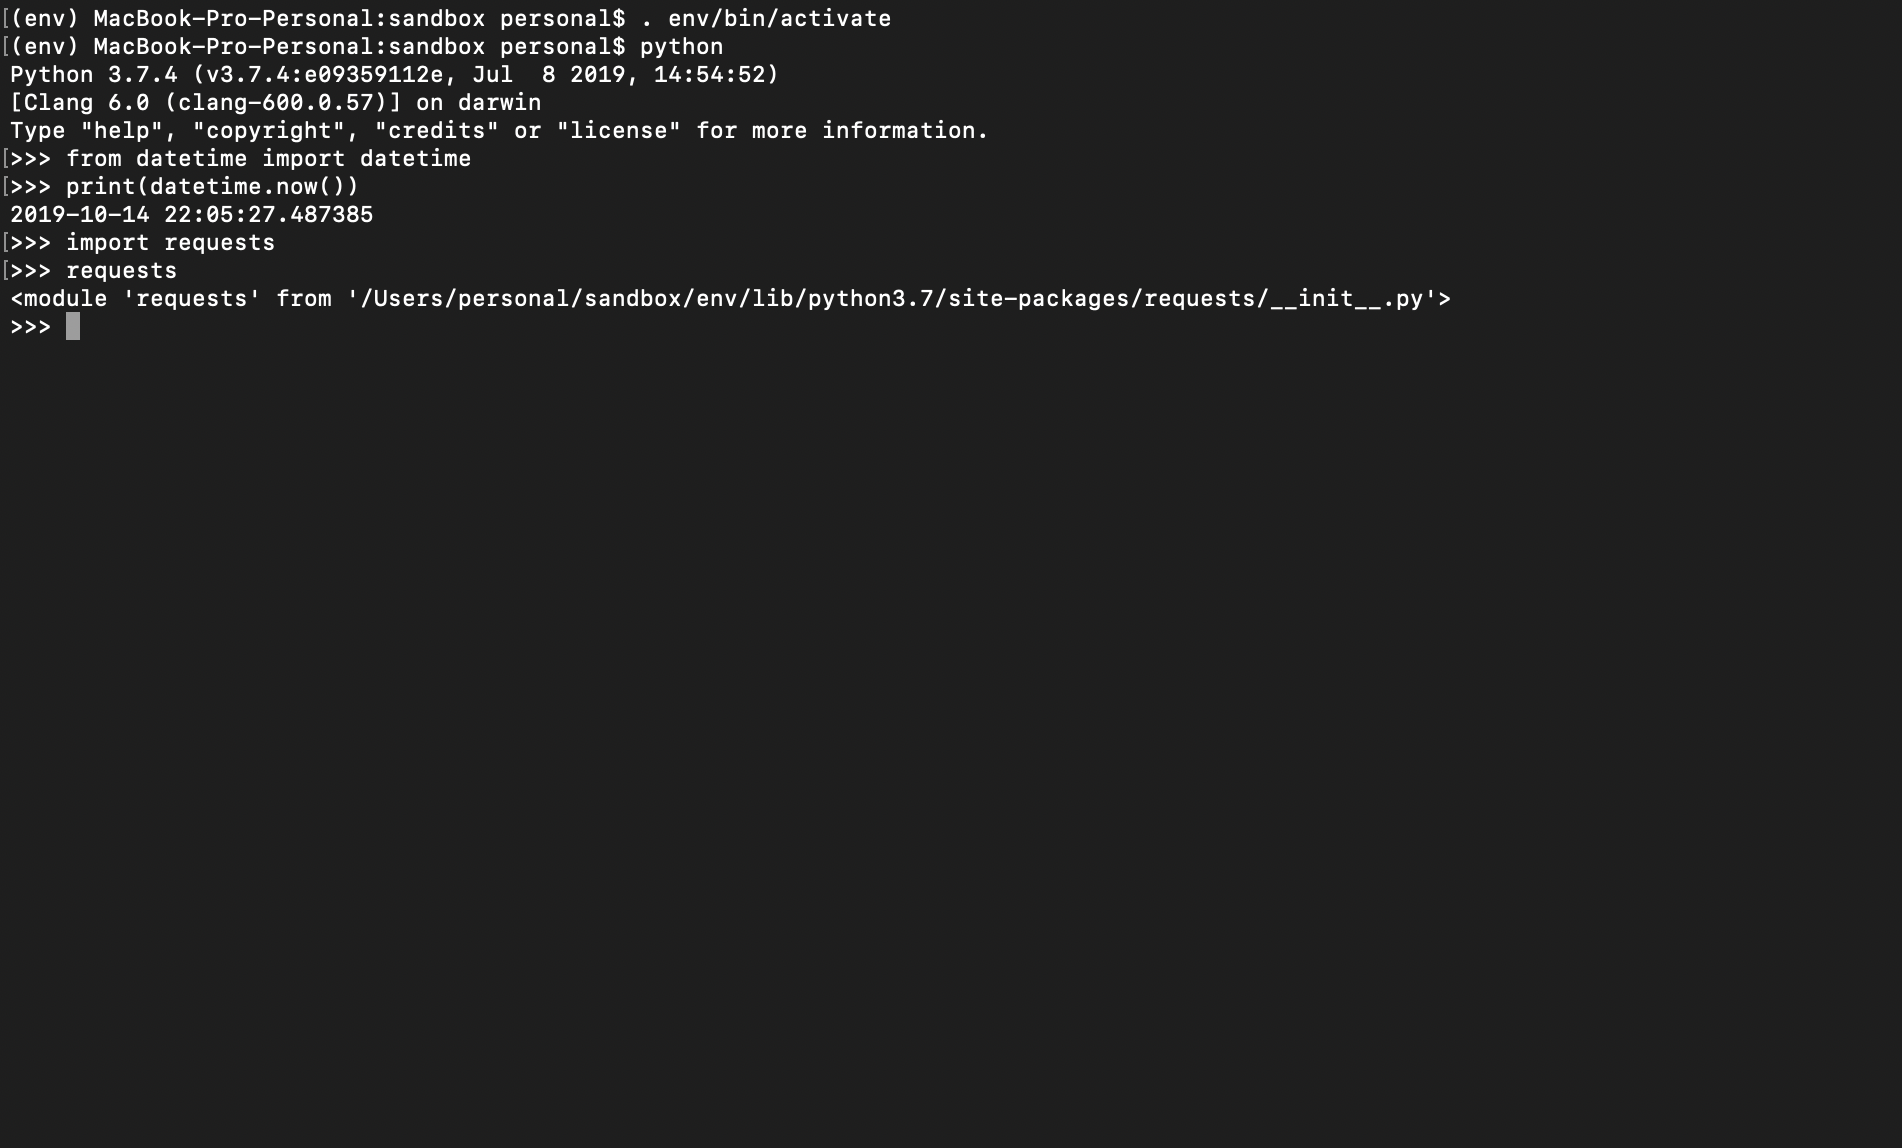 [(env) MacBook-Pro-Personal:sandbox personal$ . env/bin/activate
[(env) MacBook-Pro-Personal:sandbox personal$ python
Python 3.7.4 (v3.7.4:e09359112e, Jul  8 2019, 14:54:52)
[Clang 6.0 (clang-600.0.57)] on darwin
Type "help", "copyright", "credits" or "license" for more information.
[>>> from datetime import datetime
[>>> print(datetime.now())
2019-10-14 22:05:27.487385
[>>> import requests
[>>> requests
<module 'requests' from '/Users/personal/sandbox/env/lib/python3.7/site-packages/requests/__init__.py'>
>>>